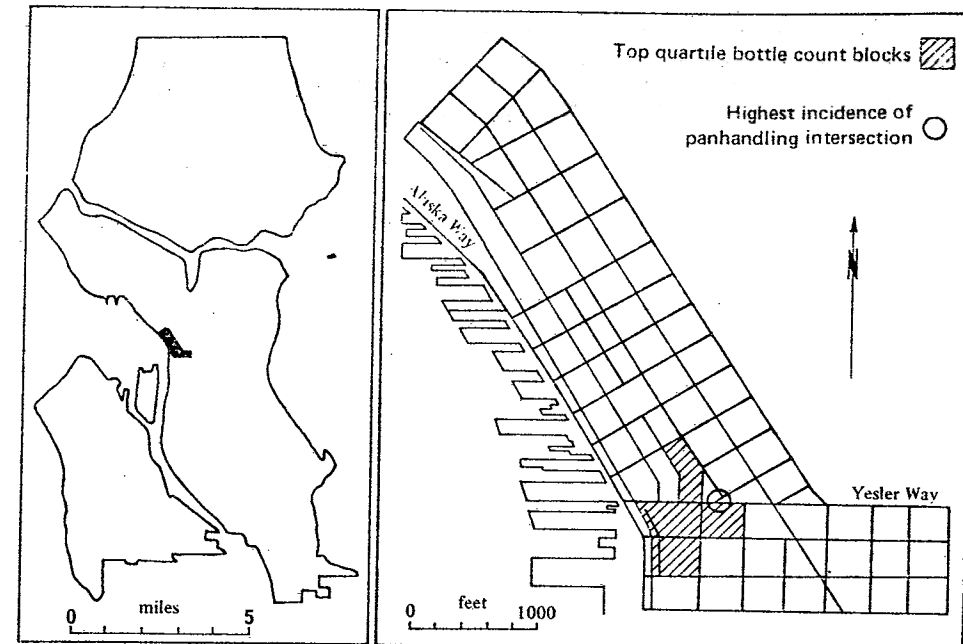 Top quartile bottle count blocks
Highest incidence of
panhandling intersection
Alaska Way
N
Yesler Way
0 miles 5
0 feet 1000